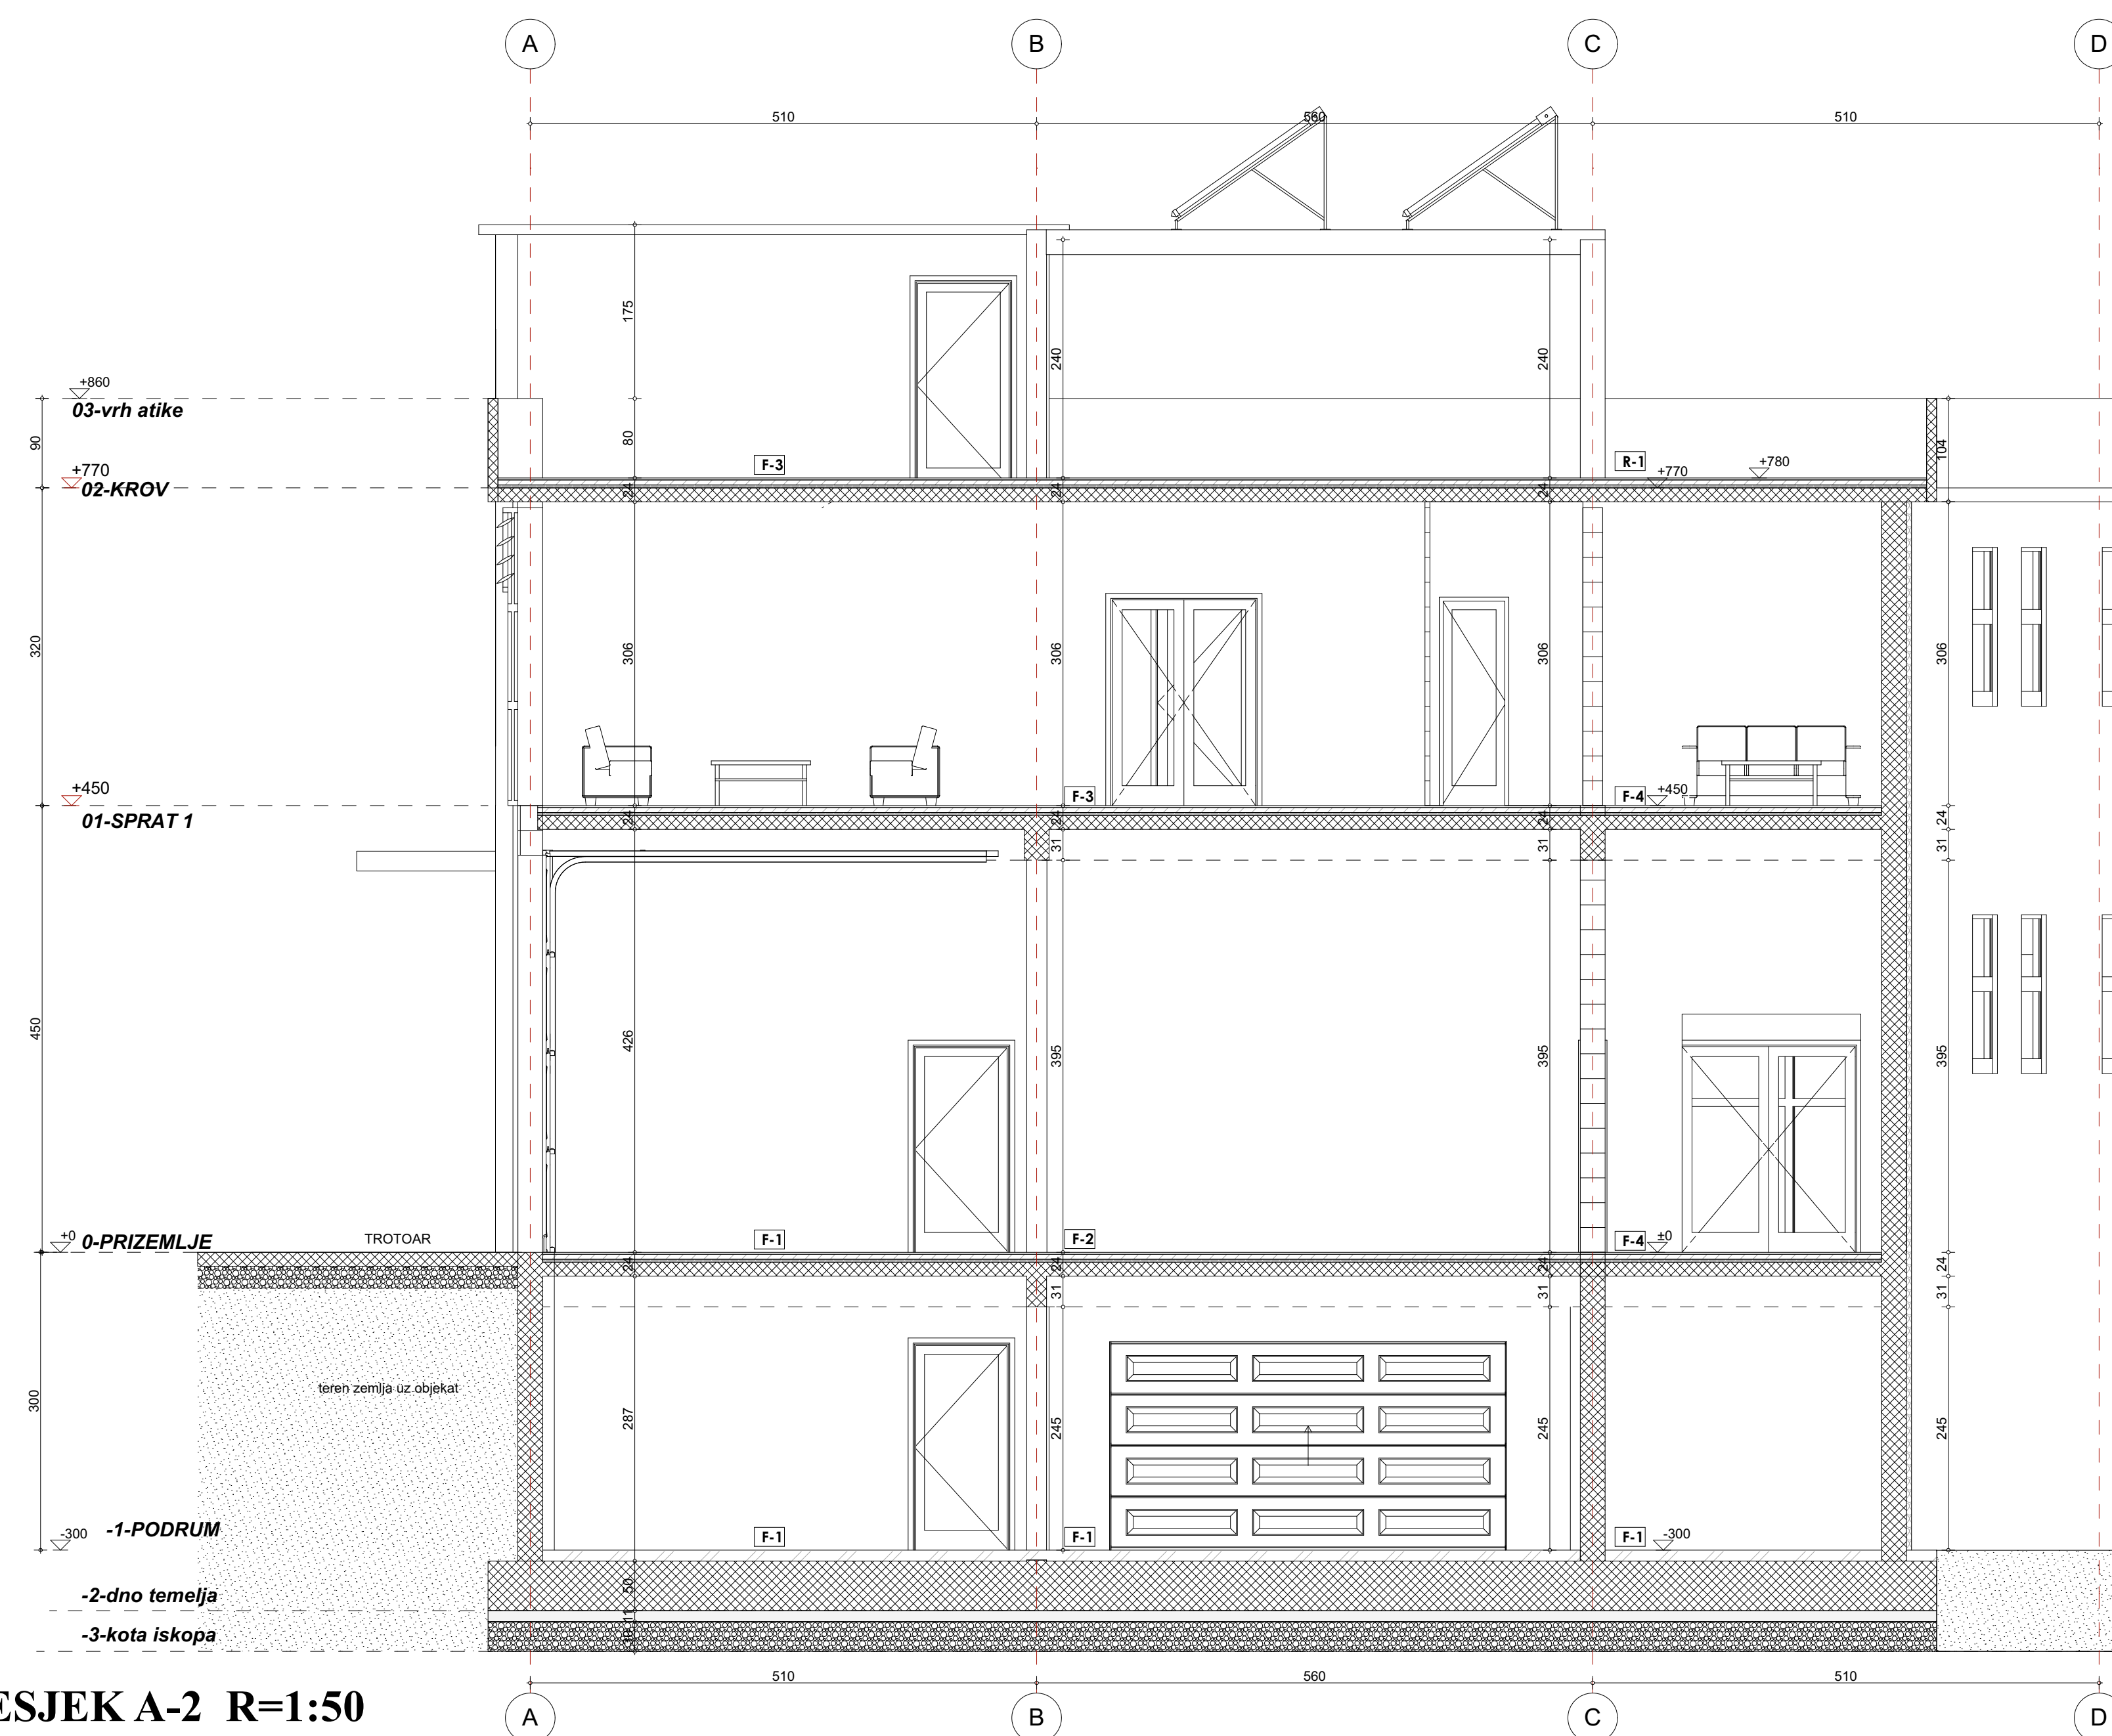 A B C D
510 560 510
175
240 240
+860
03-vrh atike
90 80 104
F-3 R-1 +770 +780
+770
02-KROV
24 24 24
320 306 306 306 306
+450
F-3 F-4 +450
01-SPRAT 1
24 24 24 24
31 31 31
450 426 395 395 395
+0 0-PRIZEMLJE TROTOAR F-1 F-2 F-4 ±0
24 24 24 24
31 31 31
teren zemlja uz objekat
300 287 245 245 245
-300 -1-PODRUM F-1 F-1 F-1 -300
-2-dno temelja 50
11
-3-kota iskopa
510 560 510
ESJEK A-2 R=1:50
A B C D